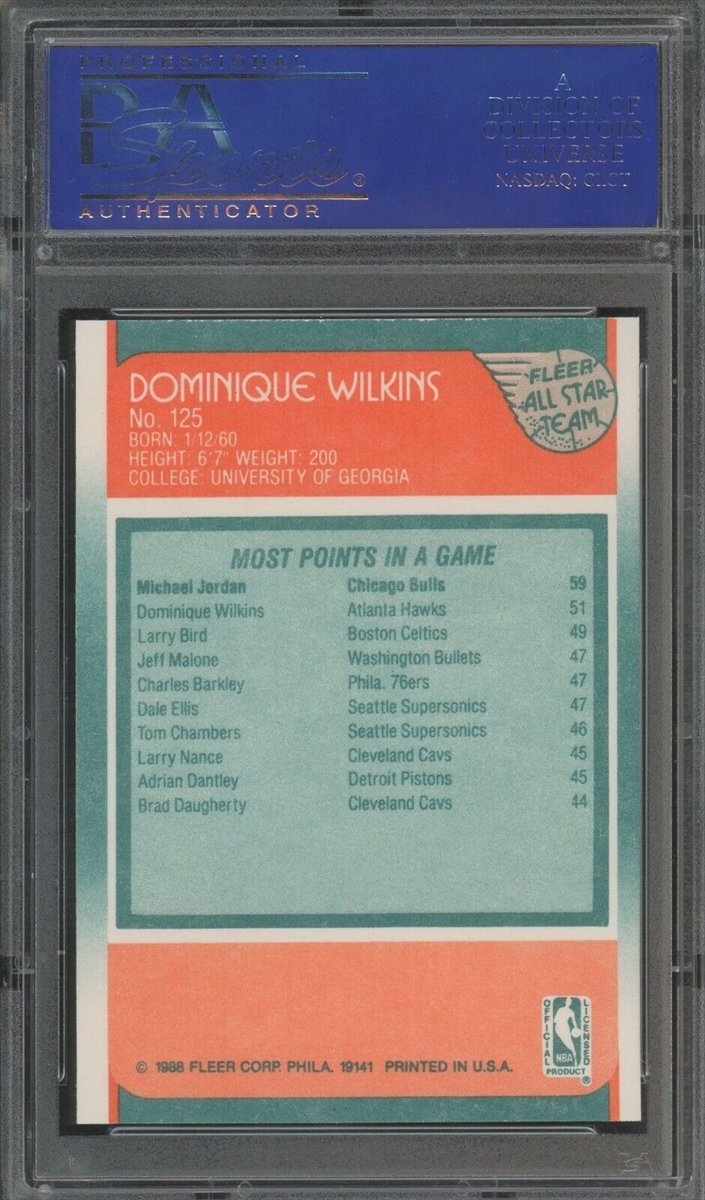 PROFESSIONAL
PSA
Sports ®
AUTHENTICATOR
A
DIVISION OF
COLLECTORS
UNIVERSE
NASDAQ: CLCT
DOMINIQUE WILKINS
No. 125
BORN: 1/12/60
HEIGHT: 6'7" WEIGHT: 200
COLLEGE: UNIVERSITY OF GEORGIA
FLEER
ALL STAR
TEAM
MOST POINTS IN A GAME
Michael Jordan Chicago Bulls 59
Dominique Wilkins Atlanta Hawks 51
Larry Bird Boston Celtics 49
Jeff Malone Washington Bullets 47
Charles Barkley Phila. 76ers 47
Dale Ellis Seattle Supersonics 47
Tom Chambers Seattle Supersonics 46
Larry Nance Cleveland Cavs 45
Adrian Dantley Detroit Pistons 45
Brad Daugherty Cleveland Cavs 44
© 1988 FLEER CORP. PHILA. 19141 PRINTED IN U.S.A.
OFFICIAL
LICENSED
NBA
PRODUCT
®